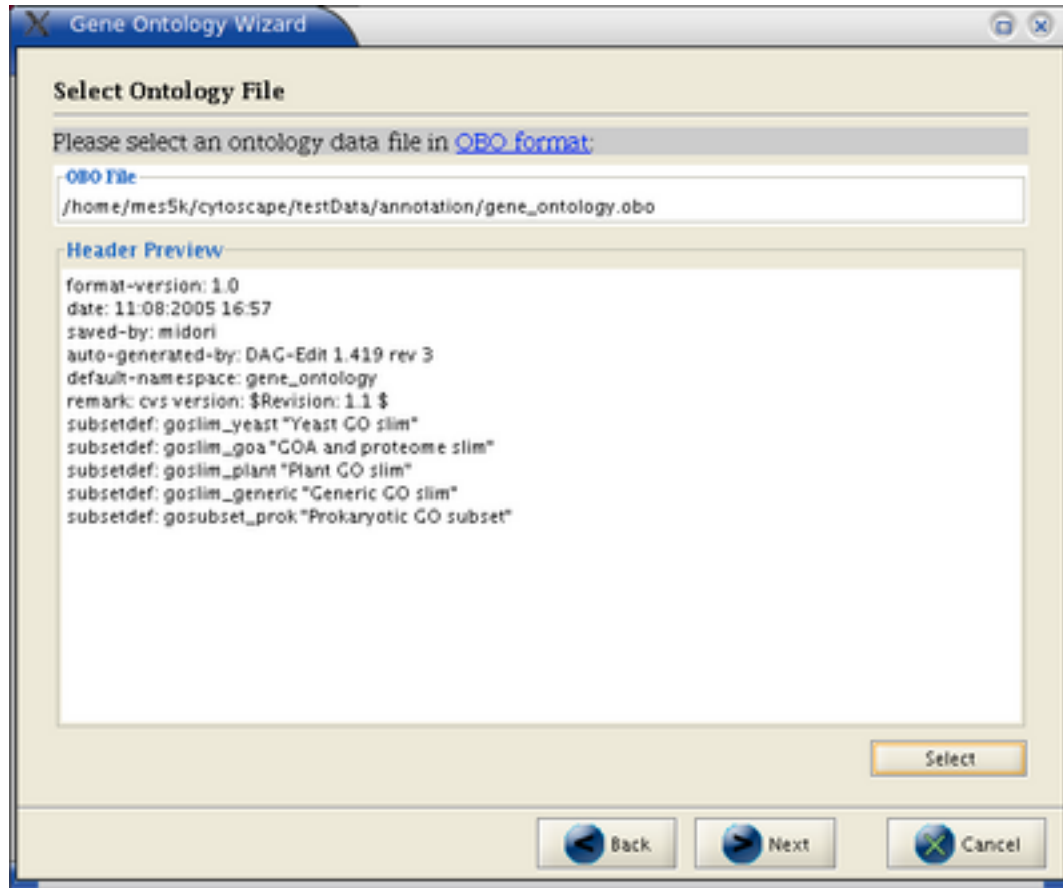 Gene Ontology Wizard
Select Ontology File
Please select an ontology data file in OBO format:
OBO File
/home/mes5k/cytoscape/testData/annotation/gene_ontology.obo
Header Preview
format-version: 1.0
date: 11:08:2005 16:57
saved-by: midori
auto-generated-by: DAG-Edit 1.419 rev 3
default-namespace: gene_ontology
remark: cvs version: $Revision: 1.1 $
subsetdef: goslim_yeast "Yeast GO slim"
subsetdef: goslim_goa "GOA and proteome slim"
subsetdef: goslim_plant "Plant GO slim"
subsetdef: goslim_generic "Generic GO slim"
subsetdef: gosubset_prok "Prokaryotic GO subset"
Select
Back Next Cancel